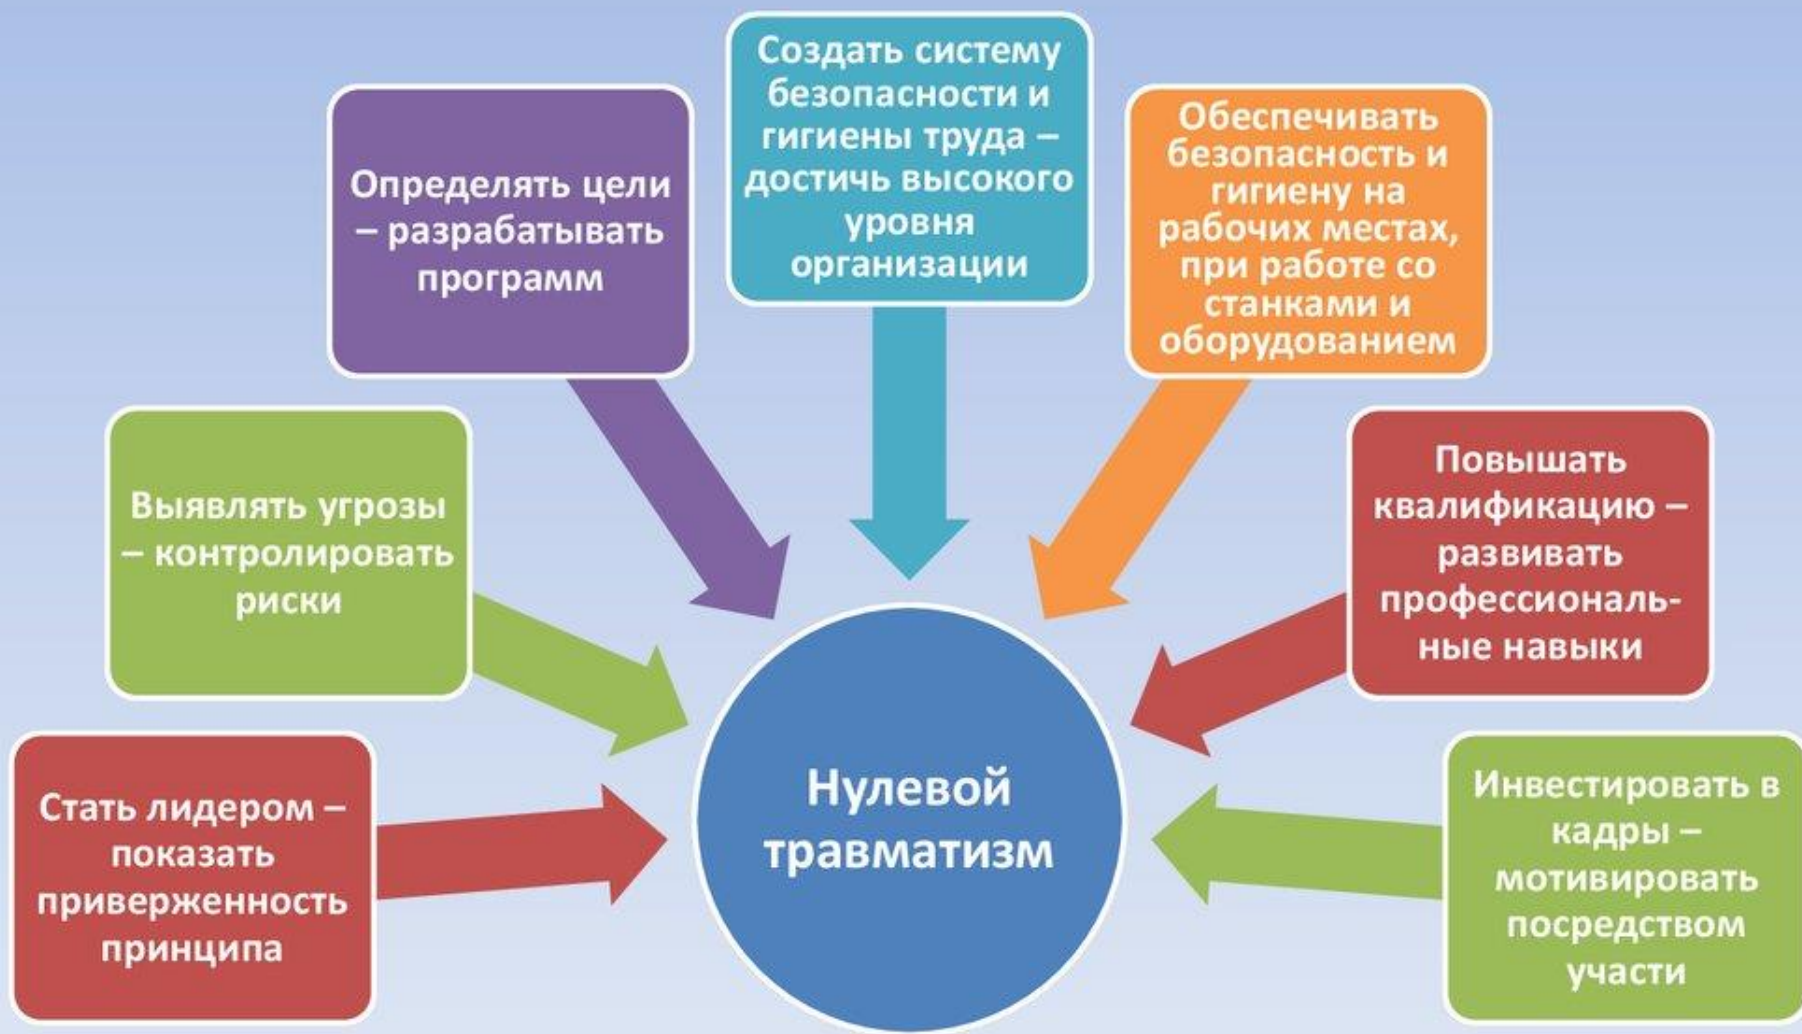 Стать лидером –
показать
приверженность
принципа
Выявлять угрозы
– контролировать
риски
Определять цели
– разрабатывать
программ
Создать систему
безопасности и
гигиены труда –
достичь высокого
уровня
организации
Обеспечивать
безопасность и
гигиену на
рабочих местах,
при работе со
станками и
оборудованием
Повышать
квалификацию –
развивать
профессиональ-
ные навыки
Инвестировать в
кадры –
мотивировать
посредством
участи
Нулевой
травматизм